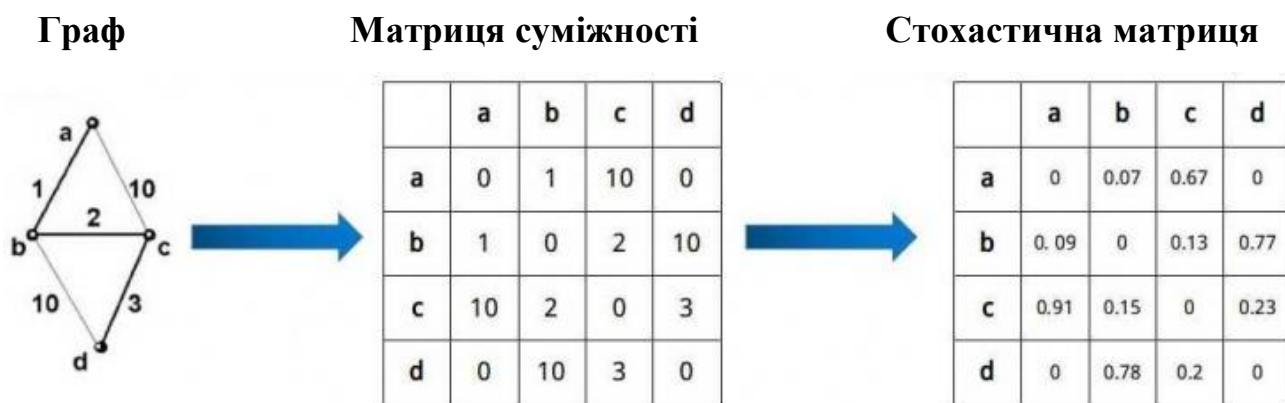 Граф Матриця суміжності Стохастична матриця
a
1 10
2
b c
10 3
d
a b c d
a 0 1 10 0
b 1 0 2 10
c 10 2 0 3
d 0 10 3 0
a b c d
a 0 0.07 0.67 0
b 0. 09 0 0.13 0.77
c 0.91 0.15 0 0.23
d 0 0.78 0.2 0